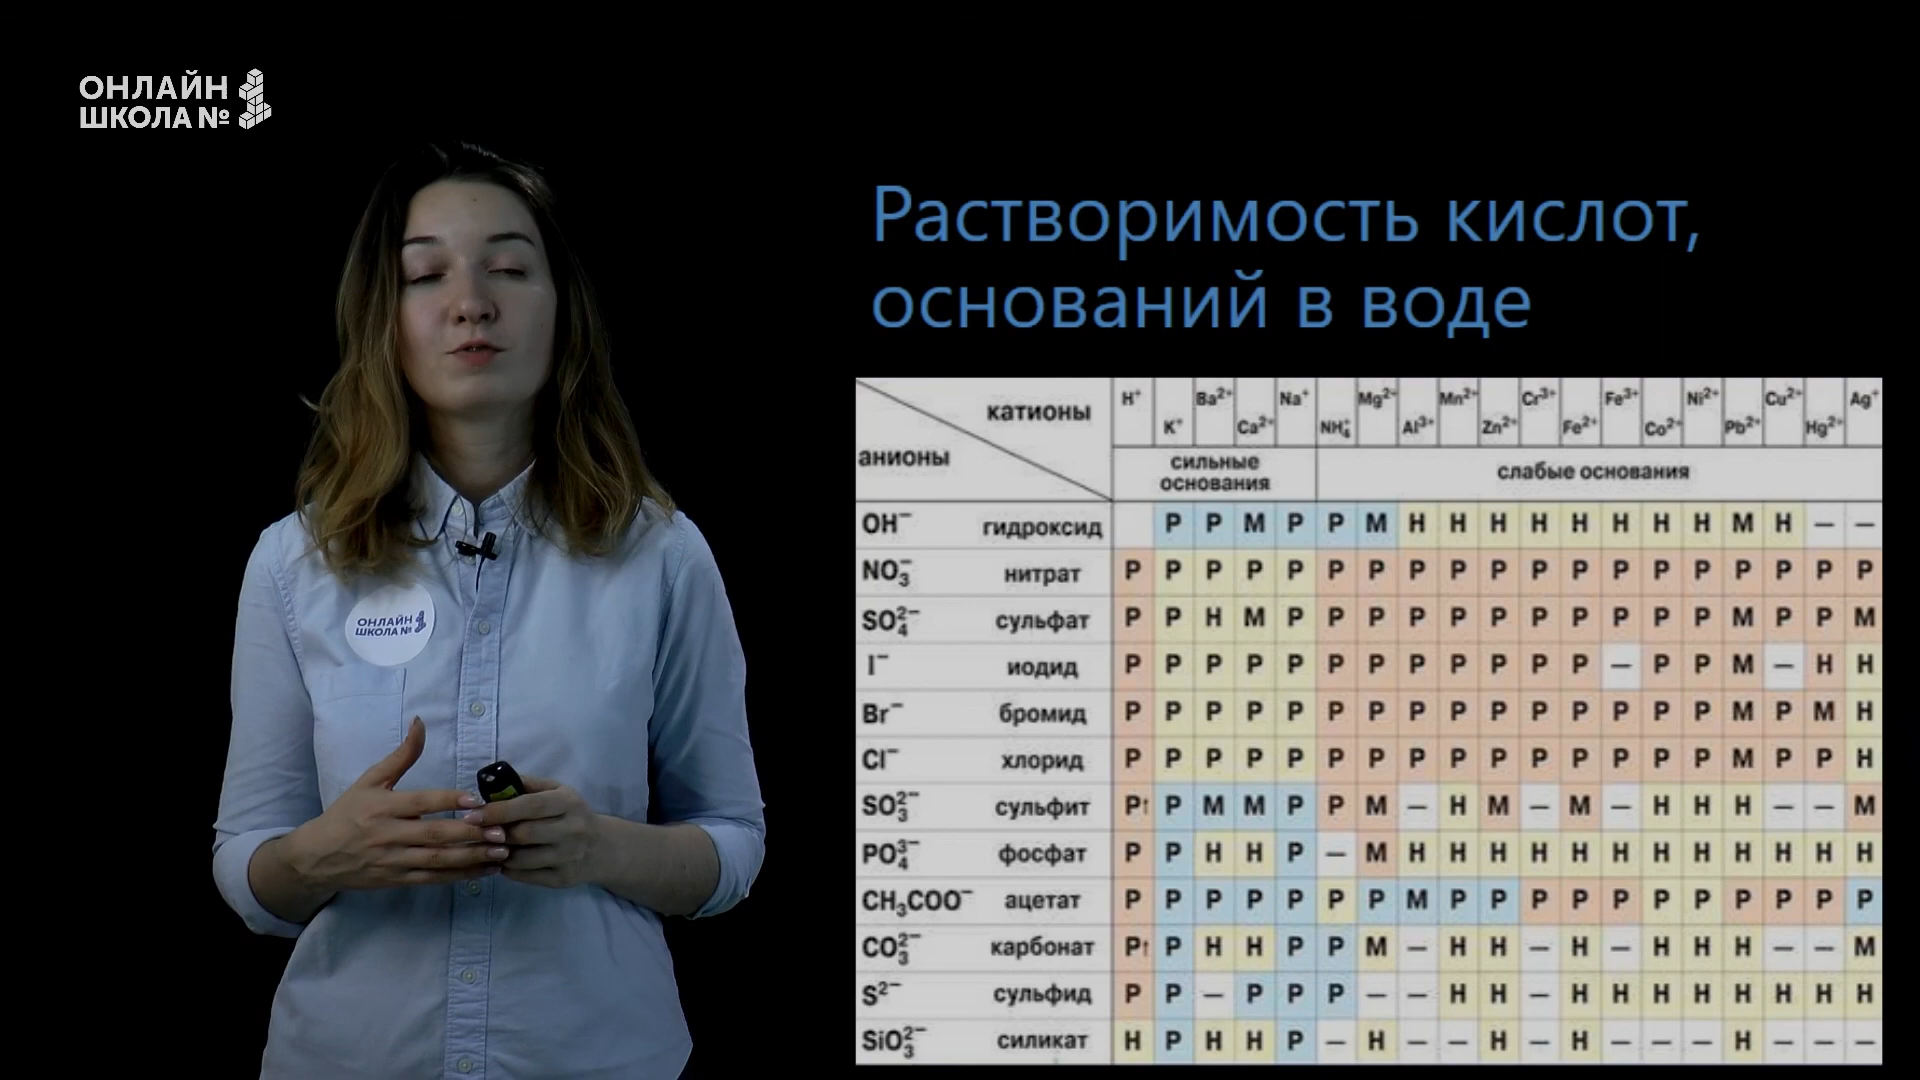 ОНЛАЙН
ШКОЛА №1
Растворимость кислот,
оснований в воде
катионы
анионы
H⁺ K⁺ Ba²⁺ Ca²⁺ Na⁺ NH₄⁺ Mg²⁺ Al³⁺ Mn²⁺ Zn²⁺ Cr³⁺ Fe²⁺ Fe³⁺ Co²⁺ Ni²⁺ Pb²⁺ Cu²⁺ Hg²⁺ Ag⁺
сильные основания слабые основания
OH⁻ гидроксид Р Р М Р Р М Н Н Н Н Н Н Н Н М Н — —
NO₃⁻ нитрат Р Р Р Р Р Р Р Р Р Р Р Р Р Р Р Р Р Р Р
SO₄²⁻ сульфат Р Р Н М Р Р Р Р Р Р Р Р Р Р Р М Р Р М
I⁻ иодид Р Р Р Р Р Р Р Р Р Р Р Р — Р Р М — Н Н
Br⁻ бромид Р Р Р Р Р Р Р Р Р Р Р Р Р Р Р М Р М Н
Cl⁻ хлорид Р Р Р Р Р Р Р Р Р Р Р Р Р Р Р М Р Р Н
SO₃²⁻ сульфит Р↑ Р М М Р Р М — Н М — М — Н Н Н — — М
PO₄³⁻ фосфат Р Р Н Н Р — М Н Н Н Н Н Н Н Н Н Н Н Н
CH₃COO⁻ ацетат Р Р Р Р Р Р Р М Р Р Р Р Р Р Р Р Р Р Р
CO₃²⁻ карбонат Р↑ Р Н Н Р Р М — Н Н — Н — Н Н Н — — М
S²⁻ сульфид Р Р — Р Р Р — — Н Н — Н Н Н Н Н Н Н Н
SiO₃²⁻ силикат Н Р Н Н Р — Н — — Н — Н — — — Н — — —
ОНЛАЙН
ШКОЛА №1